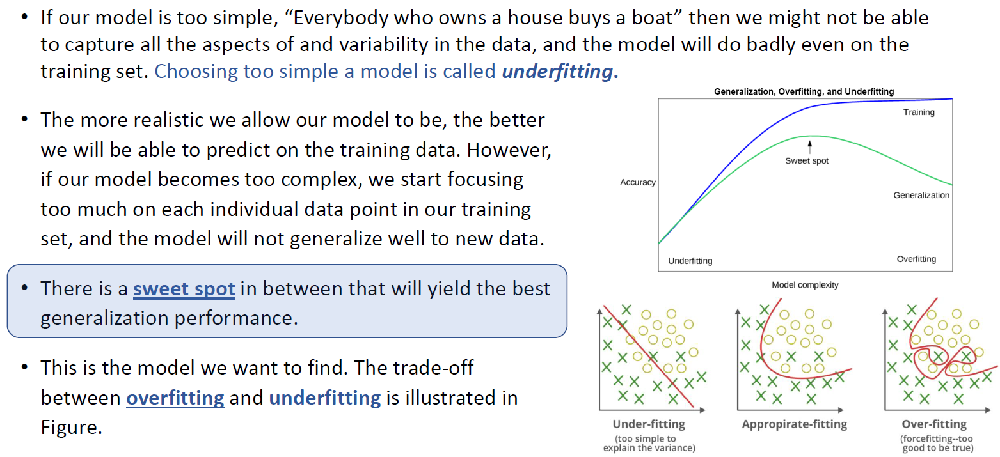 • If our model is too simple, “Everybody who owns a house buys a boat” then we might not be able
to capture all the aspects of and variability in the data, and the model will do badly even on the
training set. Choosing too simple a model is called underfitting.
• The more realistic we allow our model to be, the better
we will be able to predict on the training data. However,
if our model becomes too complex, we start focusing
too much on each individual data point in our training
set, and the model will not generalize well to new data.
• There is a sweet spot in between that will yield the best
generalization performance.
• This is the model we want to find. The trade-off
between overfitting and underfitting is illustrated in
Figure.
Generalization, Overfitting, and Underfitting
Training
Sweet spot
Accuracy
Generalization
Underfitting
Overfitting
Model complexity
Under-fitting
(too simple to
explain the variance)
Appropirate-fitting
Over-fitting
(forcefitting--too
good to be true)